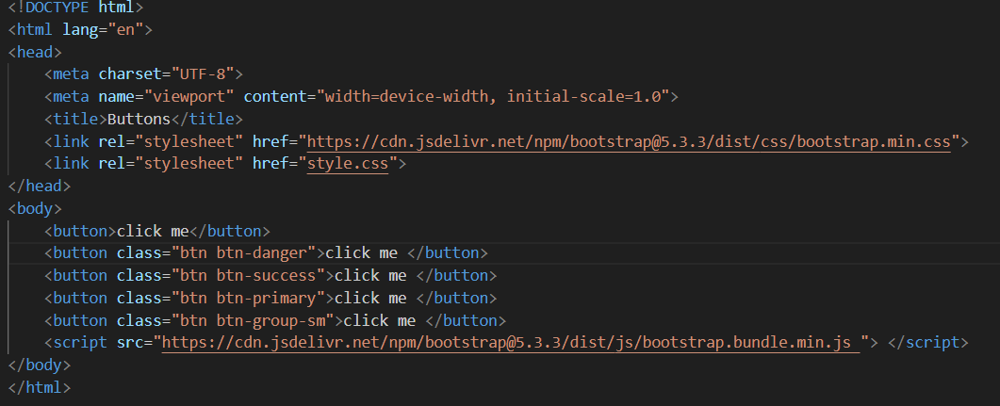 <!DOCTYPE html>
<html lang="en">
<head>
    <meta charset="UTF-8">
    <meta name="viewport" content="width=device-width, initial-scale=1.0">
    <title>Buttons</title>
    <link rel="stylesheet" href="https://cdn.jsdelivr.net/npm/bootstrap@5.3.3/dist/css/bootstrap.min.css">
    <link rel="stylesheet" href="style.css">
</head>
<body>
    <button>click me</button>
    <button class="btn btn-danger">click me </button>
    <button class="btn btn-success">click me </button>
    <button class="btn btn-primary">click me </button>
    <button class="btn btn-group-sm">click me </button>
    <script src="https://cdn.jsdelivr.net/npm/bootstrap@5.3.3/dist/js/bootstrap.bundle.min.js "> </script>
</body>
</html>